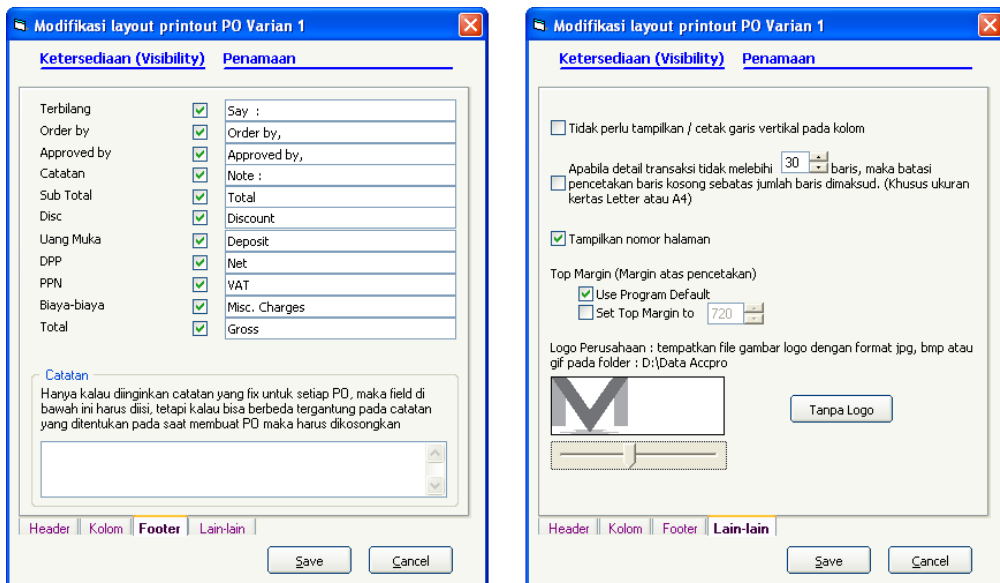 Modifikasi layout printout PO Varian 1
Ketersediaan (Visibility) Penamaan
Terbilang Say :
Order by Order by,
Approved by Approved by,
Catatan Note :
Sub Total Total
Disc Discount
Uang Muka Deposit
DPP Net
PPN VAT
Biaya-biaya Misc. Charges
Total Gross
Catatan
Hanya kalau diinginkan catatan yang fix untuk setiap PO, maka field di
bawah ini harus diisi, tetapi kalau bisa berbeda tergantung pada catatan
yang ditentukan pada saat membuat PO maka harus dikosongkan
Header Kolom Footer Lain-lain
Save Cancel
Modifikasi layout printout PO Varian 1
Ketersediaan (Visibility) Penamaan
Tidak perlu tampilkan / cetak garis vertikal pada kolom
Apabila detail transaksi tidak melebihi 30 baris, maka batasi
pencetakan baris kosong sebatas jumlah baris dimaksud. (Khusus ukuran
kertas Letter atau A4)
Tampilkan nomor halaman
Top Margin (Margin atas pencetakan)
Use Program Default
Set Top Margin to 720
Logo Perusahaan : tempatkan file gambar logo dengan format jpg, bmp atau
gif pada folder : D:\Data Accpro
Tanpa Logo
Header Kolom Footer Lain-lain
Save Cancel